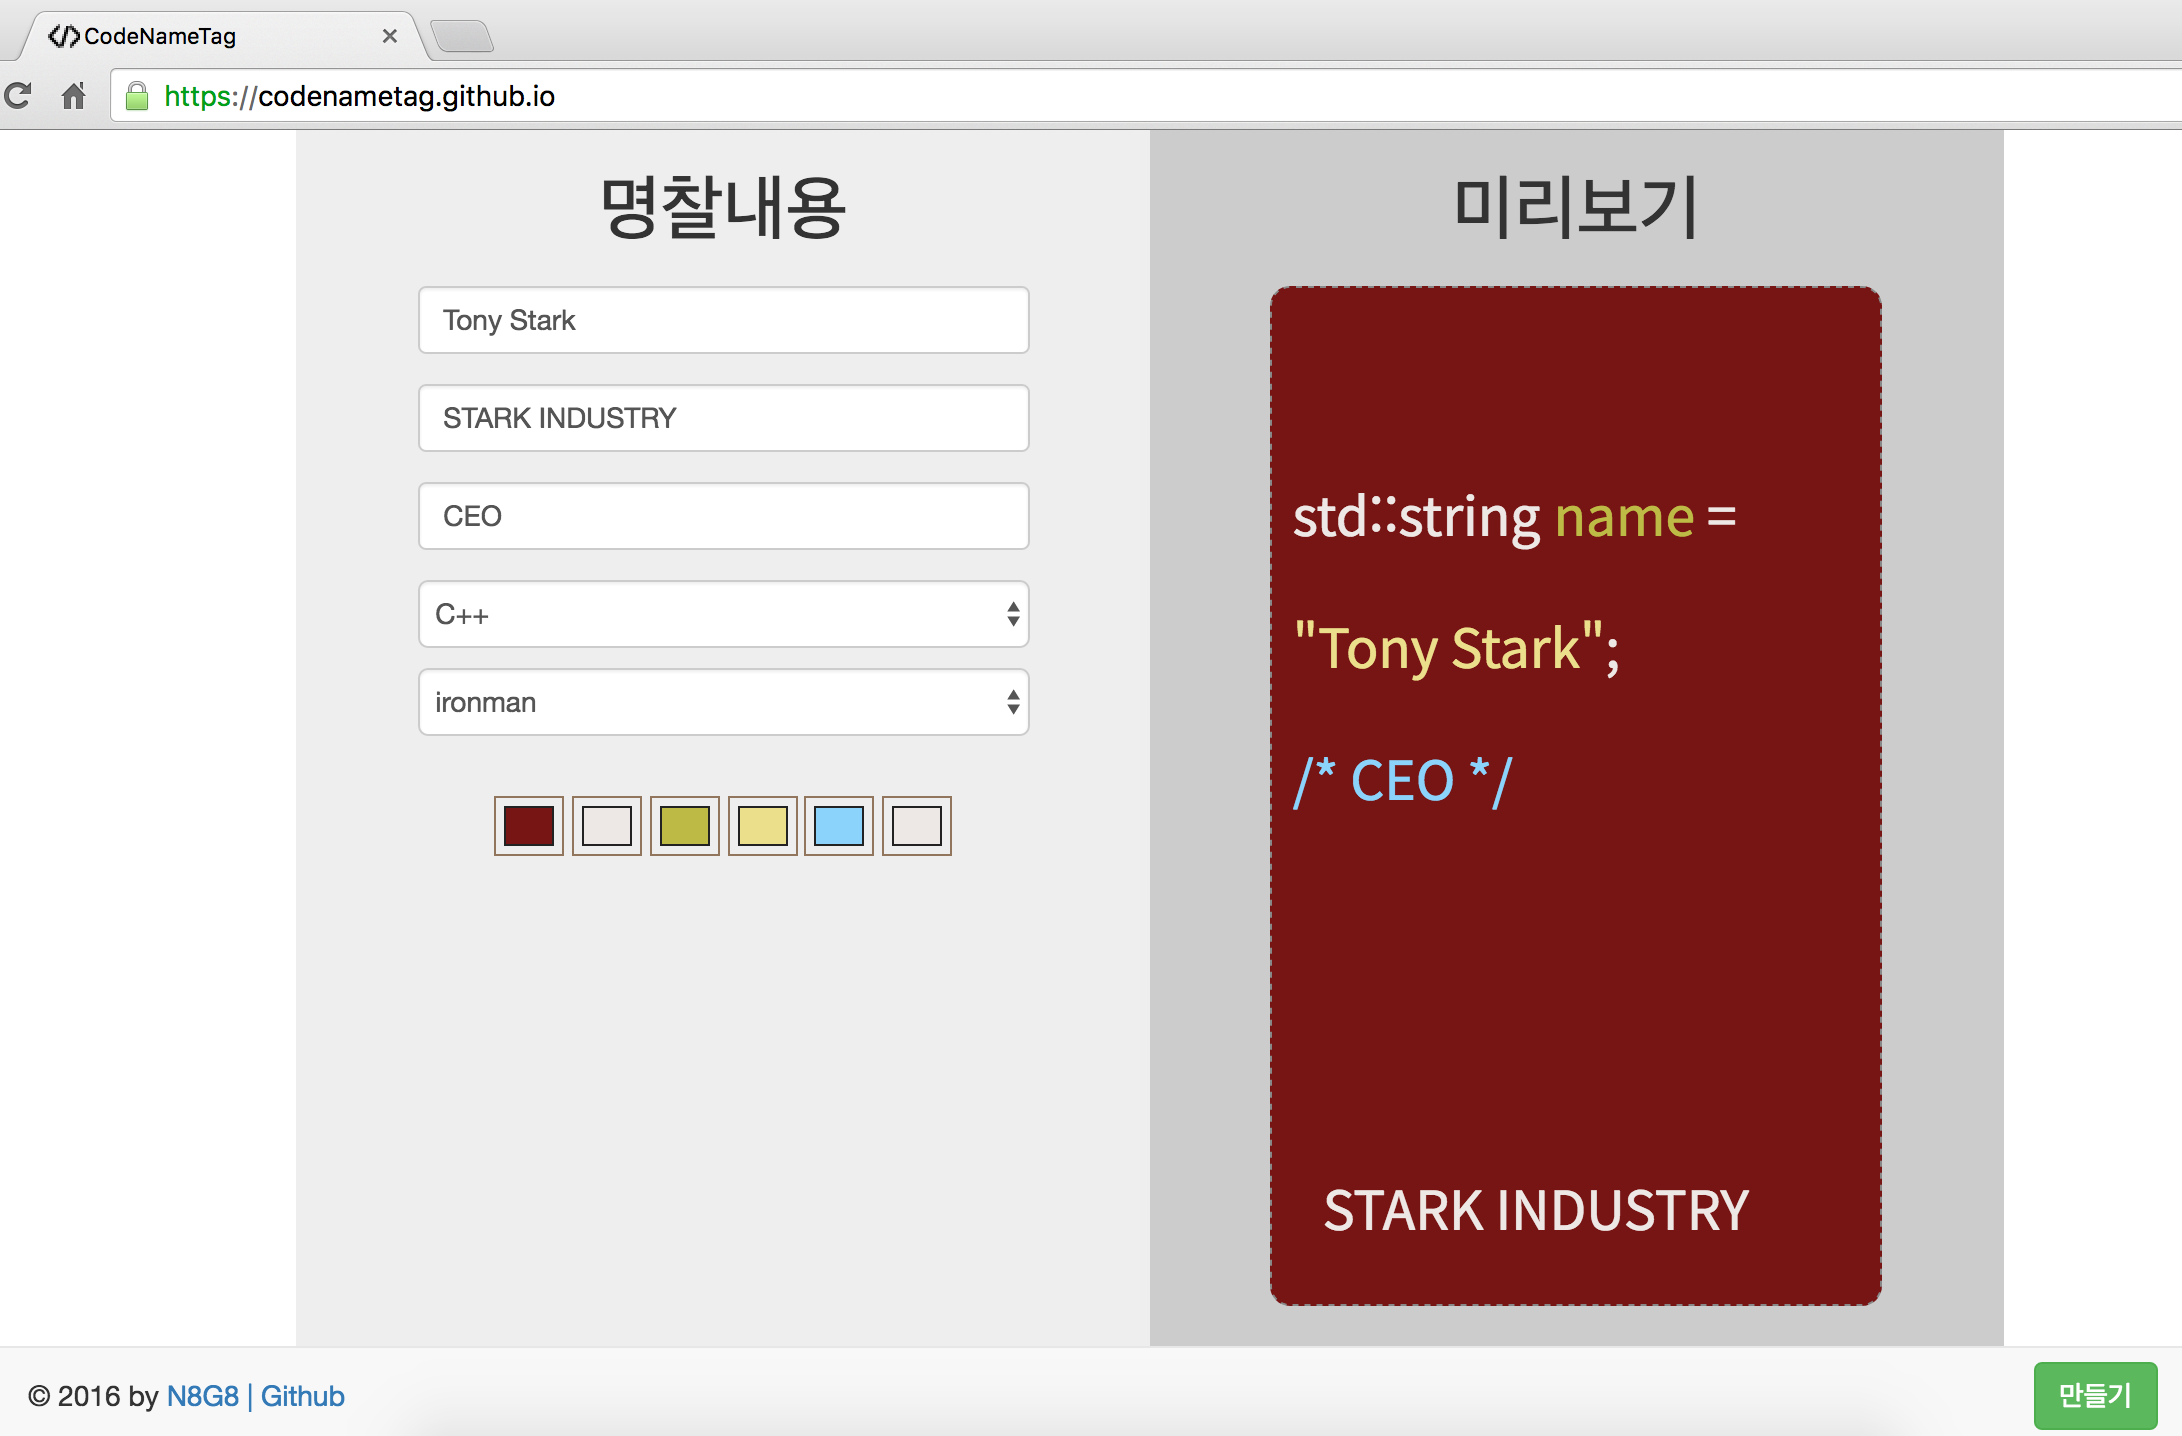 CodeNameTag
https://codenametag.github.io
명찰내용
Tony Stark
STARK INDUSTRY
CEO
C++
ironman
미리보기
std::string name =
"Tony Stark";
/* CEO */
STARK INDUSTRY
© 2016 by N8G8 | Github
만들기